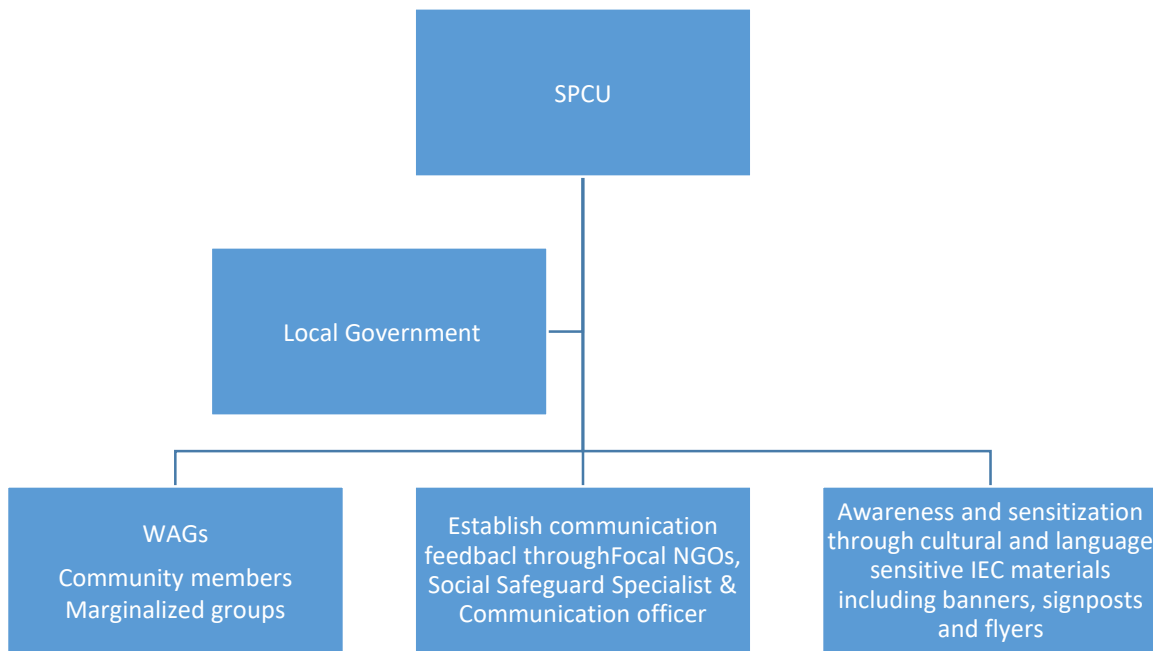 SPCU
Local Government
WAGs
Community members
Marginalized groups
Establish communication
feedbacl throughFocal NGOs,
Social Safeguard Specialist &
Communication officer
Awareness and sensitization
through cultural and language
sensitive IEC materials
including banners, signposts
and flyers